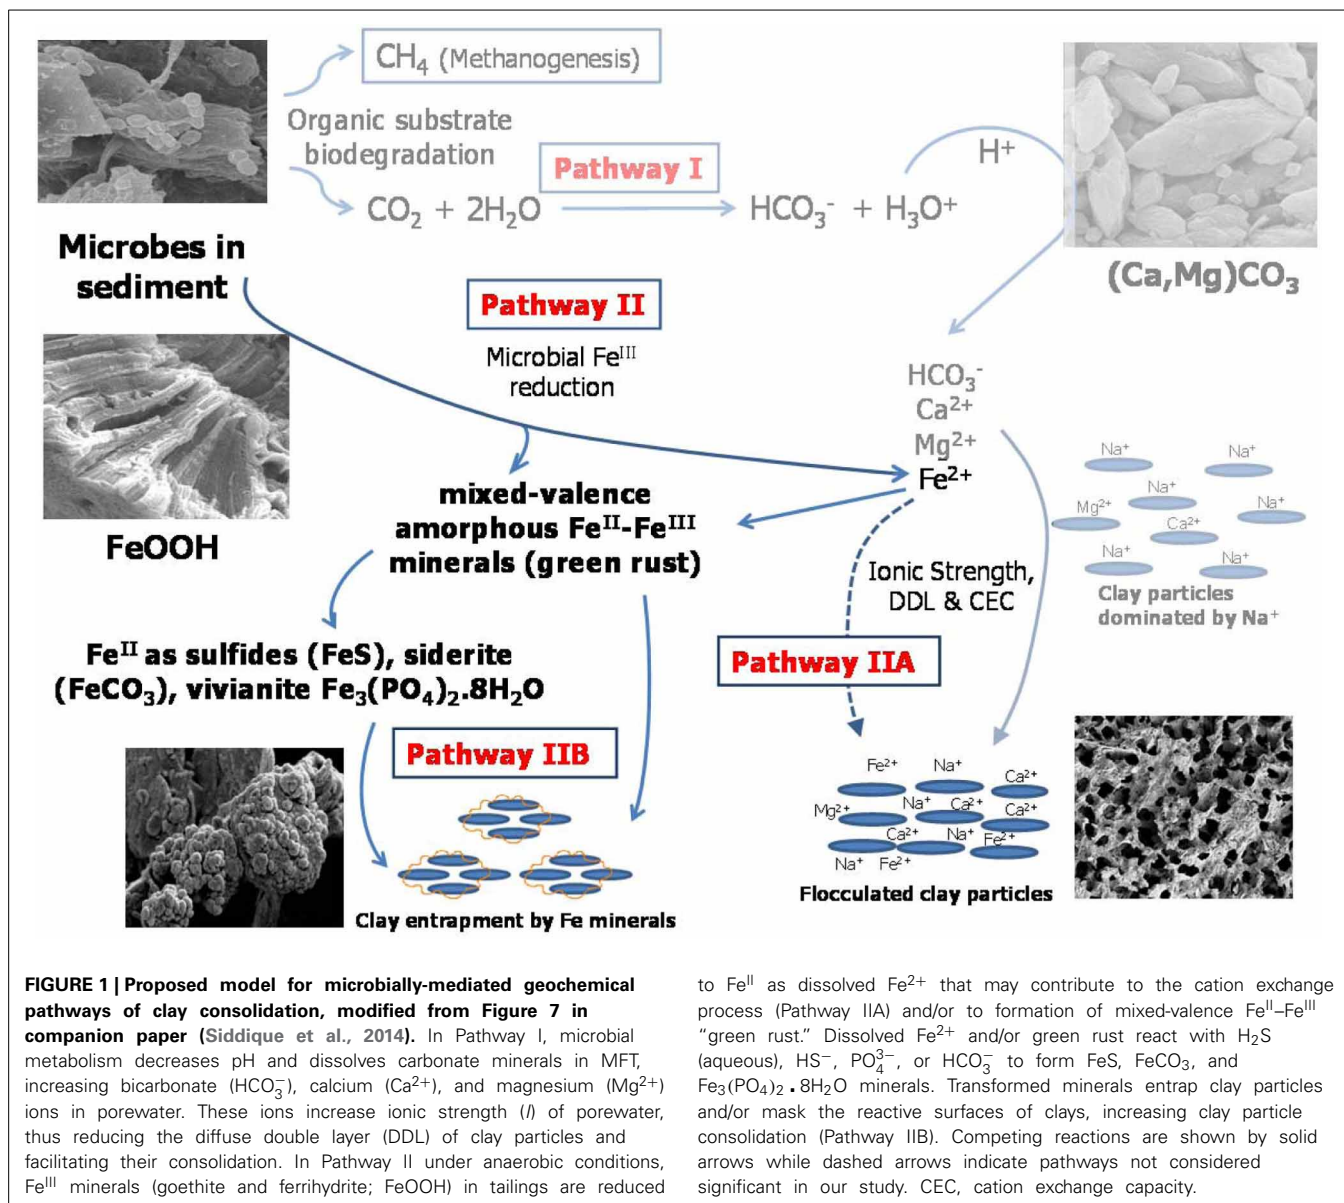 CH₄ (Methanogenesis)
Organic substrate
biodegradation
Pathway I
H⁺
CO₂ + 2H₂O
HCO₃⁻ + H₃O⁺
Microbes in
sediment
(Ca,Mg)CO₃
Pathway II
Microbial Feᴵᴵᴵ
reduction
FeOOH
HCO₃⁻
Ca²⁺
Mg²⁺
Fe²⁺
mixed-valence
amorphous Feᴵᴵ-Feᴵᴵᴵ
minerals (green rust)
Na⁺
Na⁺
Na⁺
Mg²⁺
Na⁺
Ca²⁺
Na⁺
Na⁺
Clay particles
dominated by Na⁺
Ionic Strength,
DDL & CEC
Pathway IIA
Feᴵᴵ as sulfides (FeS), siderite
(FeCO₃), vivianite Fe₃(PO₄)₂.8H₂O
Pathway IIB
Clay entrapment by Fe minerals
Fe²⁺
Na⁺
Ca²⁺
Mg²⁺
Na⁺
Ca²⁺
Ca²⁺
Ca²⁺
Na⁺
Fe²⁺
Na⁺
Fe²⁺
Flocculated clay particles
FIGURE 1 | Proposed model for microbially-mediated geochemical
pathways of clay consolidation, modified from Figure 7 in
companion paper (Siddique et al., 2014). In Pathway I, microbial
metabolism decreases pH and dissolves carbonate minerals in MFT,
increasing bicarbonate (HCO₃⁻), calcium (Ca²⁺), and magnesium (Mg²⁺)
ions in porewater. These ions increase ionic strength (I) of porewater,
thus reducing the diffuse double layer (DDL) of clay particles and
facilitating their consolidation. In Pathway II under anaerobic conditions,
Feᴵᴵᴵ minerals (goethite and ferrihydrite; FeOOH) in tailings are reduced
to Feᴵᴵ as dissolved Fe²⁺ that may contribute to the cation exchange
process (Pathway IIA) and/or to formation of mixed-valence Feᴵᴵ–Feᴵᴵᴵ
“green rust.” Dissolved Fe²⁺ and/or green rust react with H₂S
(aqueous), HS⁻, PO₄³⁻, or HCO₃⁻ to form FeS, FeCO₃, and
Fe₃(PO₄)₂ . 8H₂O minerals. Transformed minerals entrap clay particles
and/or mask the reactive surfaces of clays, increasing clay particle
consolidation (Pathway IIB). Competing reactions are shown by solid
arrows while dashed arrows indicate pathways not considered
significant in our study. CEC, cation exchange capacity.